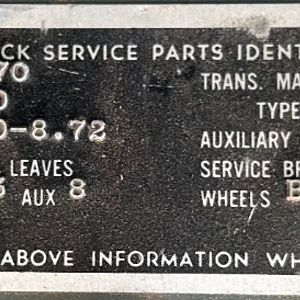 CK SERVICE PARTS IDENT
70 TRANS. MA
TYPE
0-8.72 AUXILIARY
LEAVES SERVICE BR
AUX 8 WHEELS
ABOVE INFORMATION WH